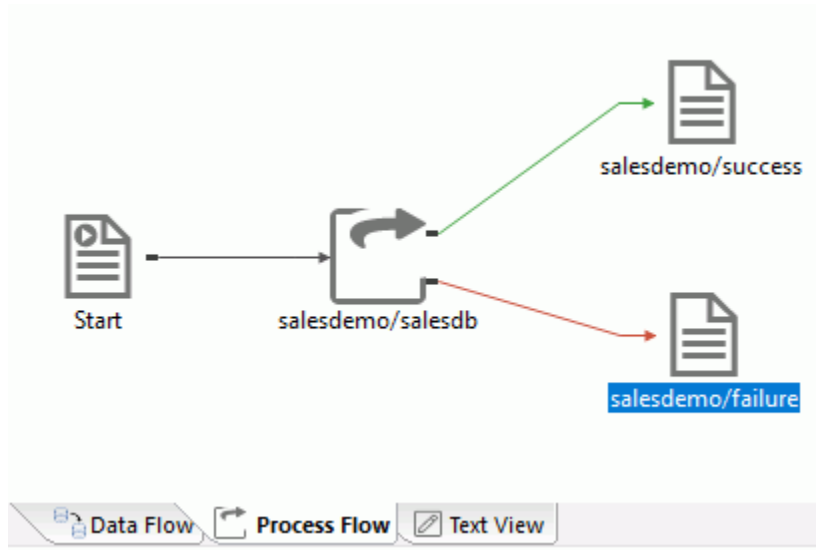 salesdemo/success
Start
salesdemo/salesdb
salesdemo/failure
Data Flow
Process Flow
Text View